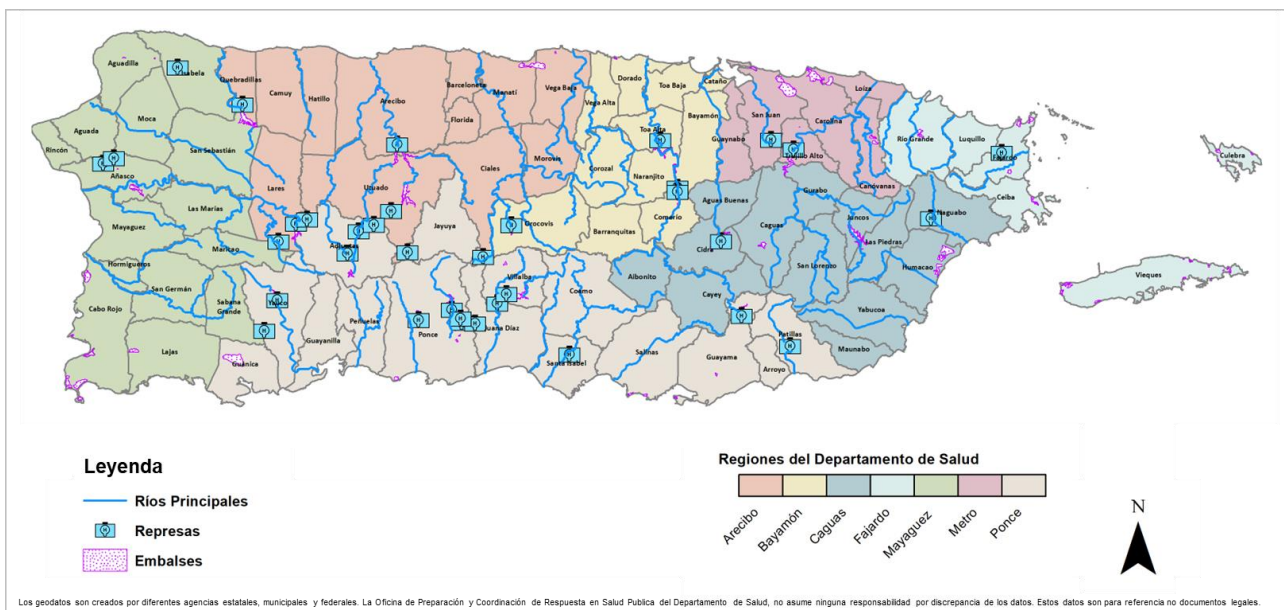 Aguadilla
Isabela
Quebradillas
Camuy
Hatillo
Arecibo
Barceloneta
Manatí
Vega Baja
Vega Alta
Dorado
Toa Baja
Cataño
Bayamón
San Juan
Loíza
Carolina
Río Grande
Luquillo
Fajardo
Culebra
Moca
Florida
Toa Alta
Guaynabo
Trujillo Alto
Aguada
Rincón
San Sebastián
Ciales
Morovis
Corozal
Naranjito
Añasco
Lares
Utuado
Canóvanas
Gurabo
Ceiba
Las Marías
Aguas Buenas
Mayaguez
Jayuya
Orocovis
Comerío
Caguas
Juncos
Naguabo
Barranquitas
Maricao
Cidra
Las Piedras
Hormigueros
Villalba
Aibonito
San Lorenzo
Humacao
Vieques
San Germán
Coamo
Cayey
Cabo Rojo
Sabana
Grande
Yauco
Peñuelas
Yabucoa
Guayanilla
Ponce
Juana Díaz
Patillas
Maunabo
Lajas
Guánica
Santa Isabel
Salinas
Guayama
Arroyo
Leyenda
Ríos Principales
Represas
Embalses
Regiones del Departamento de Salud
Arecibo
Bayamón
Caguas
Fajardo
Mayaguez
Metro
Ponce
N
Los geodatos son creados por diferentes agencias estatales, municipales y federales. La Oficina de Preparación y Coordinación de Respuesta en Salud Publica del Departamento de Salud, no asume ninguna responsabilidad por discrepancia de los datos. Estos datos son para referencia no documentos legales.